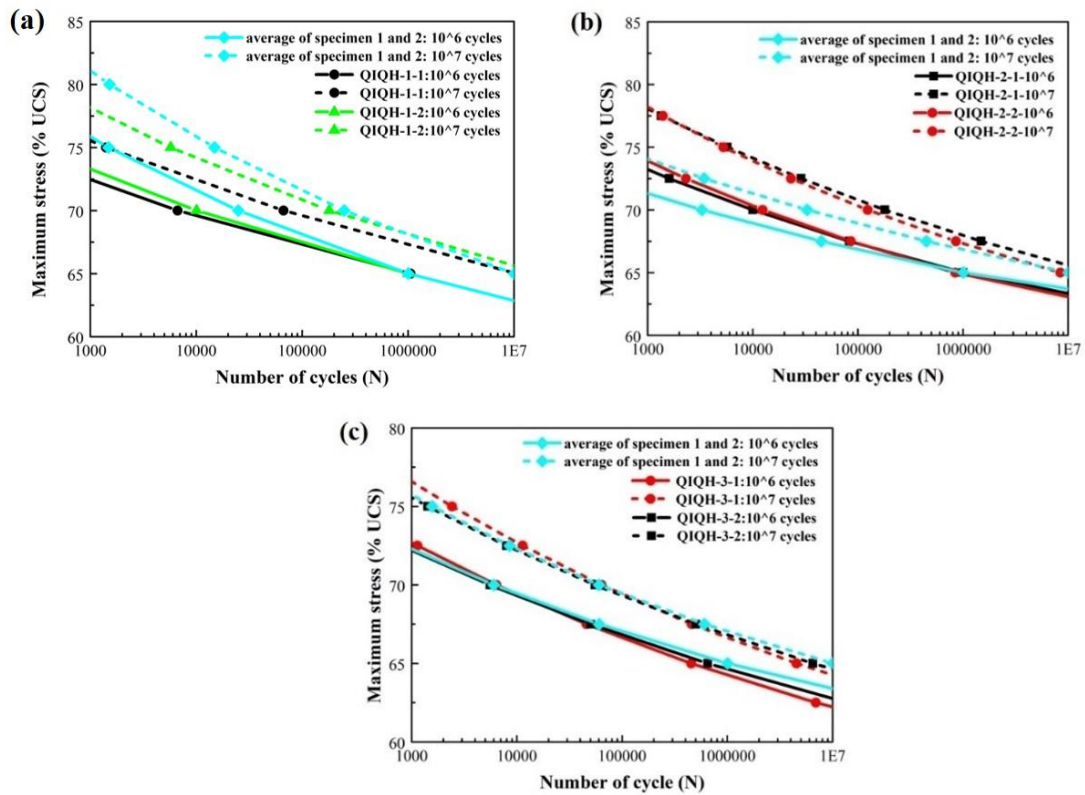 (a)
85
80
75
70
65
60
Maximum stress (% UCS)
average of specimen 1 and 2: 10^6 cycles
average of specimen 1 and 2: 10^7 cycles
QIQH-1-1:10^6 cycles
QIQH-1-1:10^7 cycles
QIQH-1-2:10^6 cycles
QIQH-1-2:10^7 cycles
1000 10000 100000 1000000 1E7
Number of cycles (N)
(b)
85
80
75
70
65
60
Maximum stress (% UCS)
average of specimen 1 and 2: 10^6 cycles
average of specimen 1 and 2: 10^7 cycles
QIQH-2-1-10^6
QIQH-2-1-10^7
QIQH-2-2-10^6
QIQH-2-2-10^7
1000 10000 100000 1000000 1E7
Number of cycles (N)
(c)
80
75
70
65
60
Maximum stress (% UCS)
average of specimen 1 and 2: 10^6 cycles
average of specimen 1 and 2: 10^7 cycles
QIQH-3-1:10^6 cycles
QIQH-3-1:10^7 cycles
QIQH-3-2:10^6 cycles
QIQH-3-2:10^7 cycles
1000 10000 100000 1000000 1E7
Number of cycle (N)